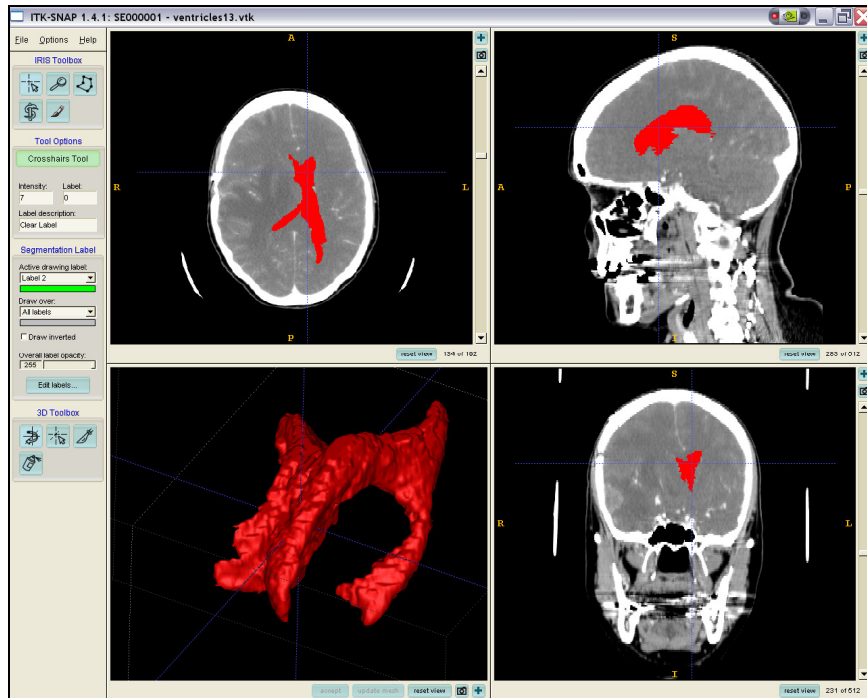 ITK-SNAP 1.4.1: SE000001 - ventricles13.vtk
File Options Help
IRIS Toolbox
Tool Options
Crosshairs Tool
Intensity: Label:
7 0
Label description:
Clear Label
Segmentation Label
Active drawing label:
Label 2
Draw over:
All labels
Draw inverted
Overall label opacity:
255
Edit labels...
3D Toolbox
A
R
L
P
reset view 134 of 192
S
A
P
I
reset view 263 of 512
accept update mesh reset view
S
R
L
I
reset view 231 of 512